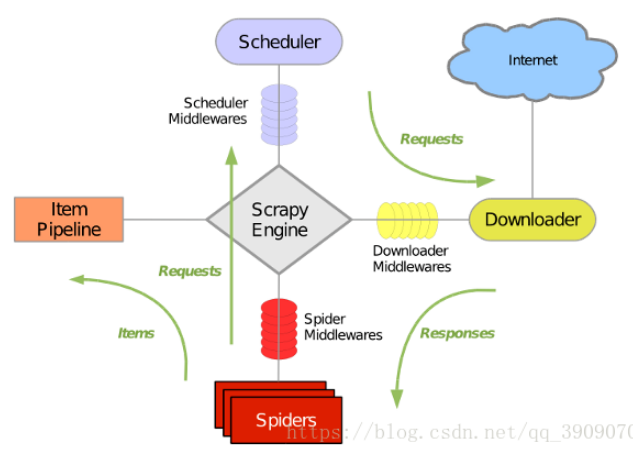 Scheduler
Internet
Scheduler
Middlewares
Requests
Item
Pipeline
Scrapy
Engine
Downloader
Downloader
Middlewares
Requests
Spider
Middlewares
Items
Responses
Spiders
https://blog.csdn.net/qq_3909070